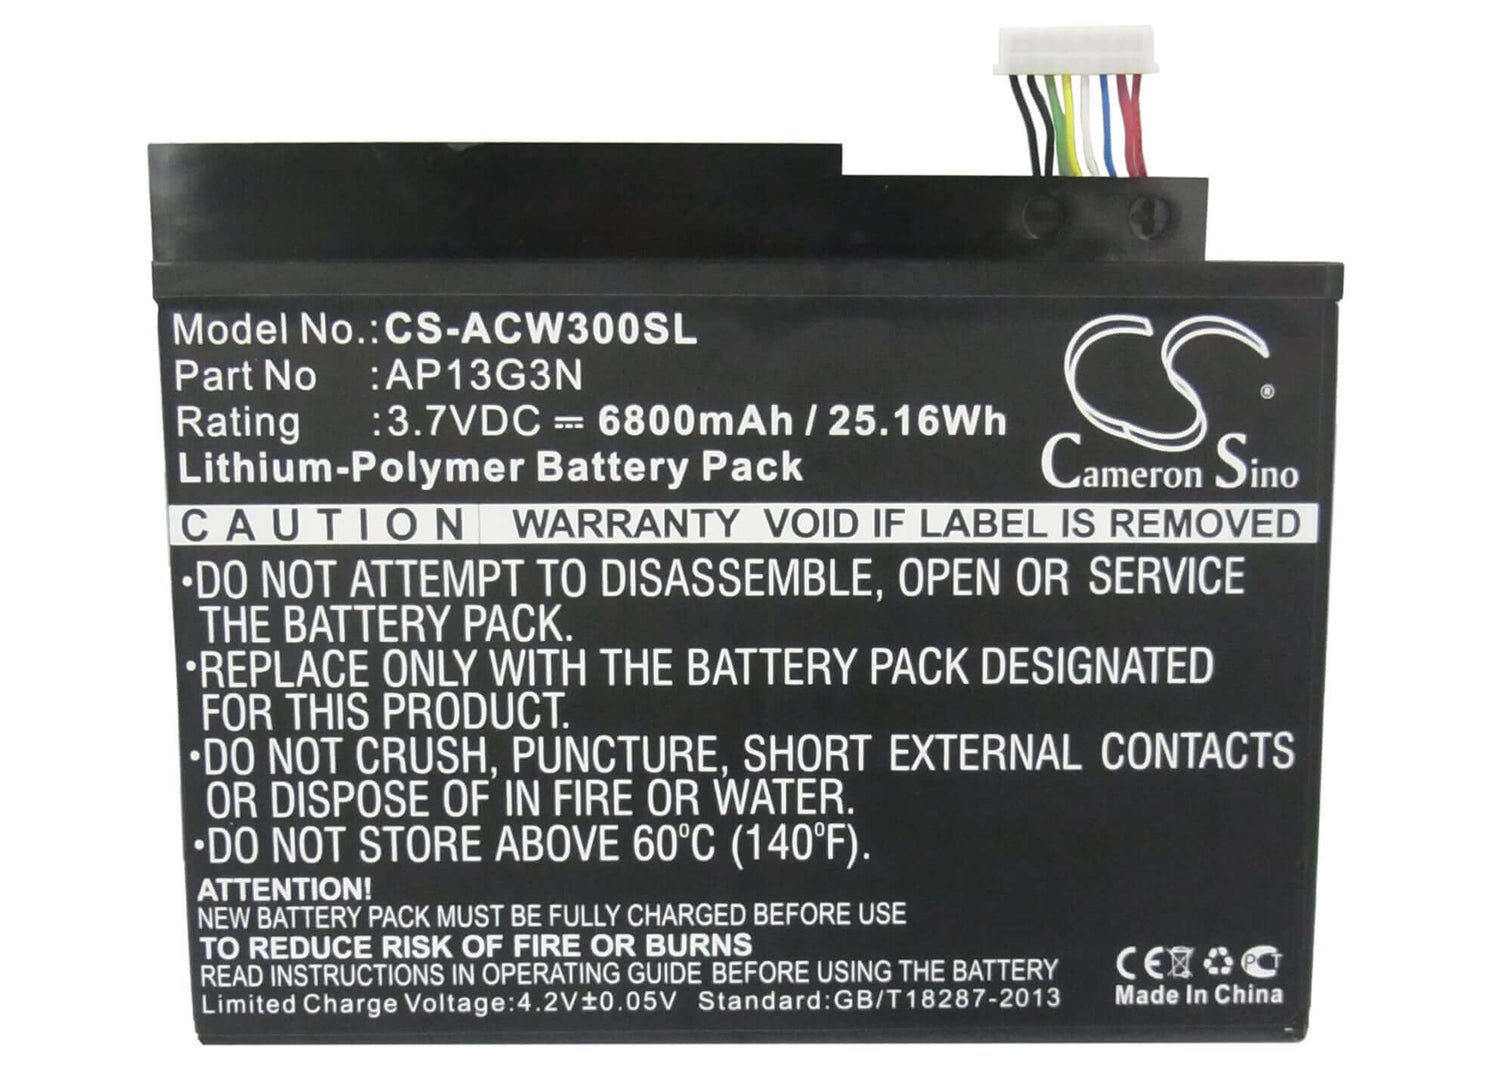 Model No.:CS-ACW300SL
Part No :AP13G3N
Rating :3.7VDC ⎓ 6800mAh / 25.16Wh
Lithium-Polymer Battery Pack
CS®
Cameron Sino
CAUTION WARRANTY VOID IF LABEL IS REMOVED
•DO NOT ATTEMPT TO DISASSEMBLE, OPEN OR SERVICE
THE BATTERY PACK.
•REPLACE ONLY WITH THE BATTERY PACK DESIGNATED
FOR THIS PRODUCT.
•DO NOT CRUSH, PUNCTURE, SHORT EXTERNAL CONTACTS
OR DISPOSE OF IN FIRE OR WATER.
•DO NOT STORE ABOVE 60°C (140°F).
ATTENTION!
NEW BATTERY PACK MUST BE FULLY CHARGED BEFORE USE
TO REDUCE RISK OF FIRE OR BURNS
READ INSTRUCTIONS IN OPERATING GUIDE BEFORE USING THE BATTERY
Limited Charge Voltage:4.2V±0.05V Standard:GB/T18287-2013
CE PCT
Made In China